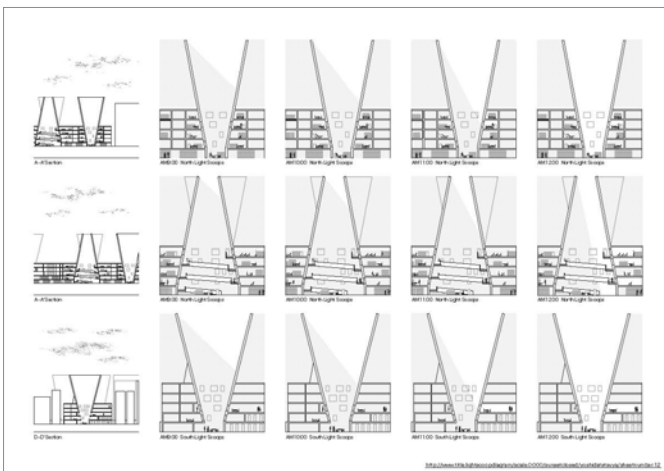 A-A'Section
AM9:00 North Light Scoops
AM10:00 North Light Scoops
AM11:00 North Light Scoops
AM12:00 North Light Scoops
A-A'Section
AM9:00 North Light Scoops
AM10:00 North Light Scoops
AM11:00 North Light Scoops
AM12:00 North Light Scoops
D-D'Section
AM9:00 South Light Scoops
AM10:00 South Light Scoops
AM11:00 South Light Scoops
AM12:00 South Light Scoops